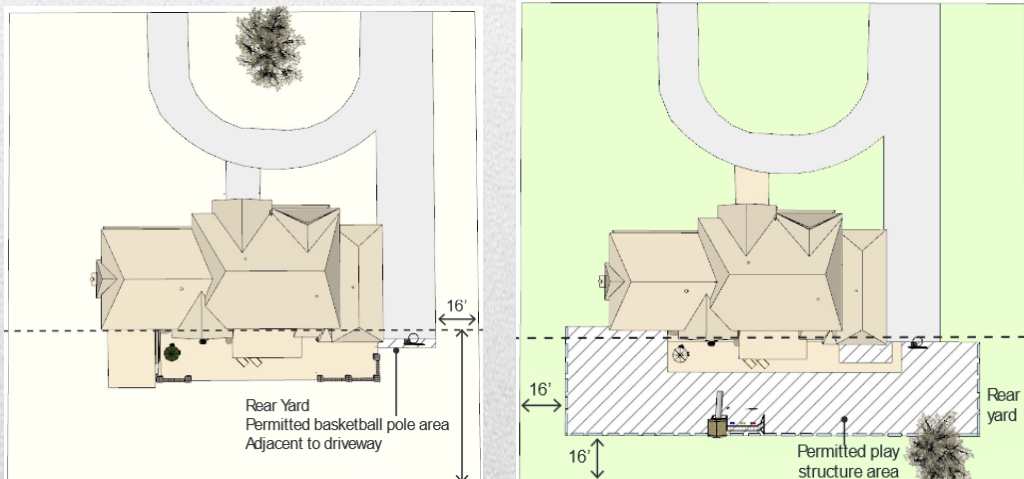 16’
Rear Yard
Permitted basketball pole area
Adjacent to driveway
16’
Rear
yard
16’
Permitted play
structure area